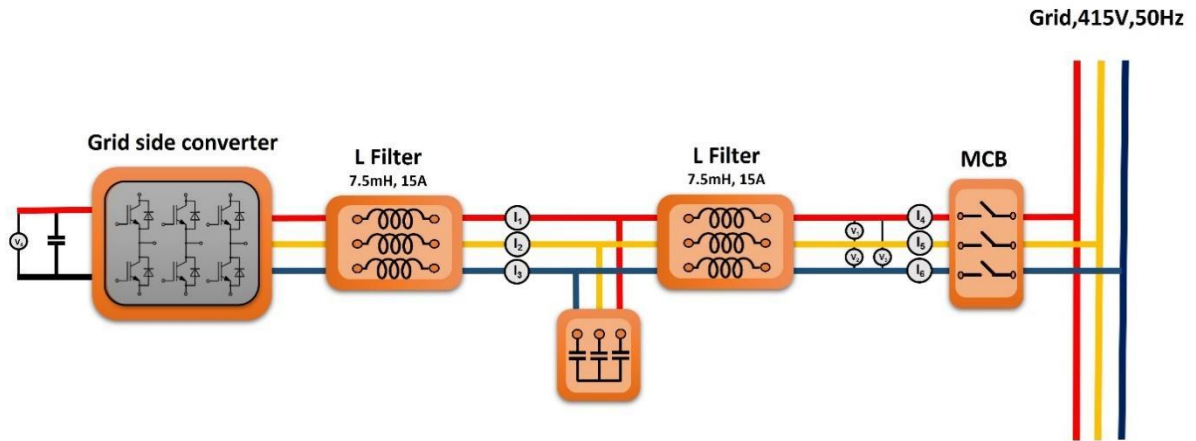 Grid,415V,50Hz
Grid side converter
L Filter
7.5mH, 15A
L Filter
7.5mH, 15A
MCB
I₁
I₂
I₃
I₄
I₅
I₆
V₁
V₂
V₃